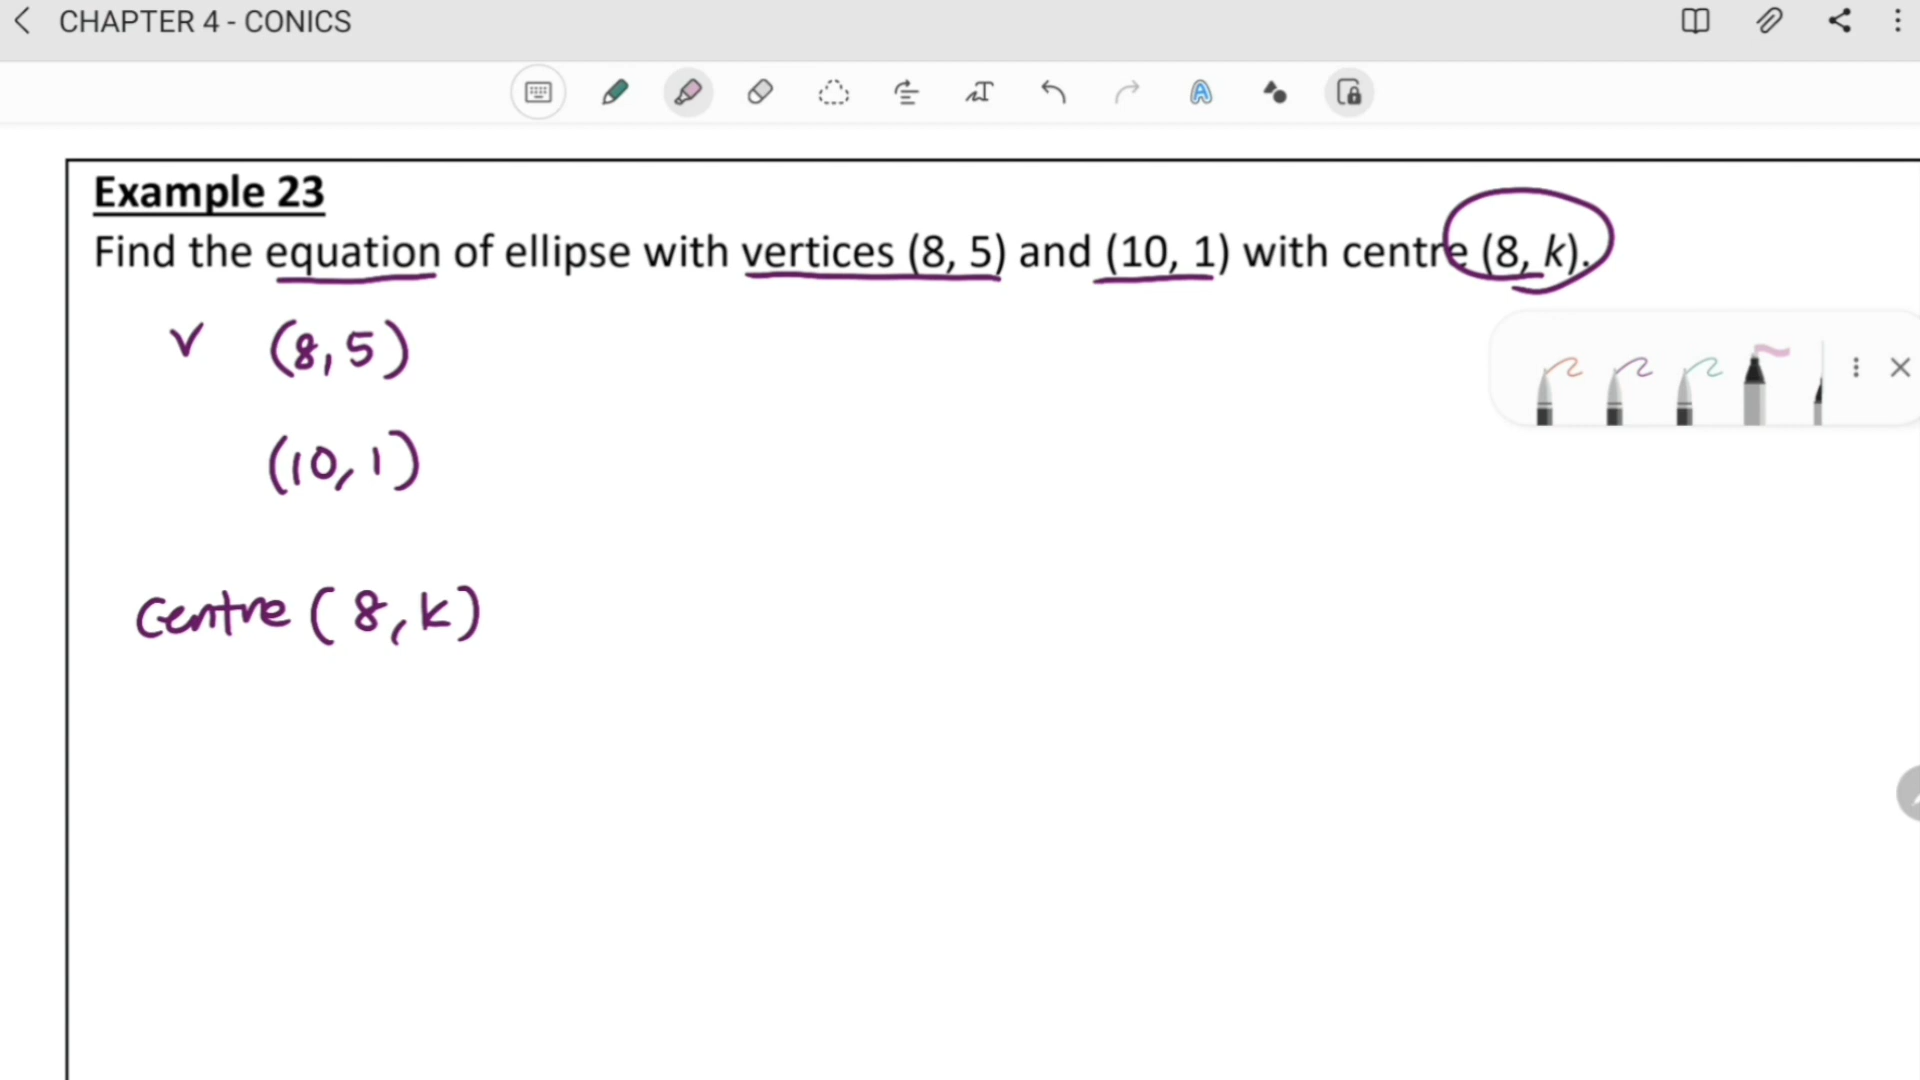 CHAPTER 4 - CONICS
Example 23
Find the equation of ellipse with vertices (8, 5) and (10, 1) with centre (8, k).
V (8, 5)
(10, 1)
Centre (8, k)